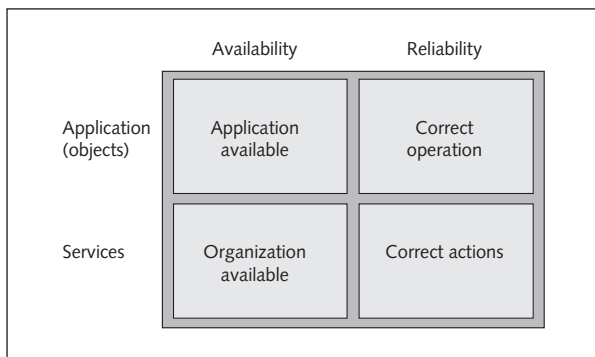 Availability Reliability
Application
(objects)
Application
available
Correct
operation
Services
Organization
available
Correct actions